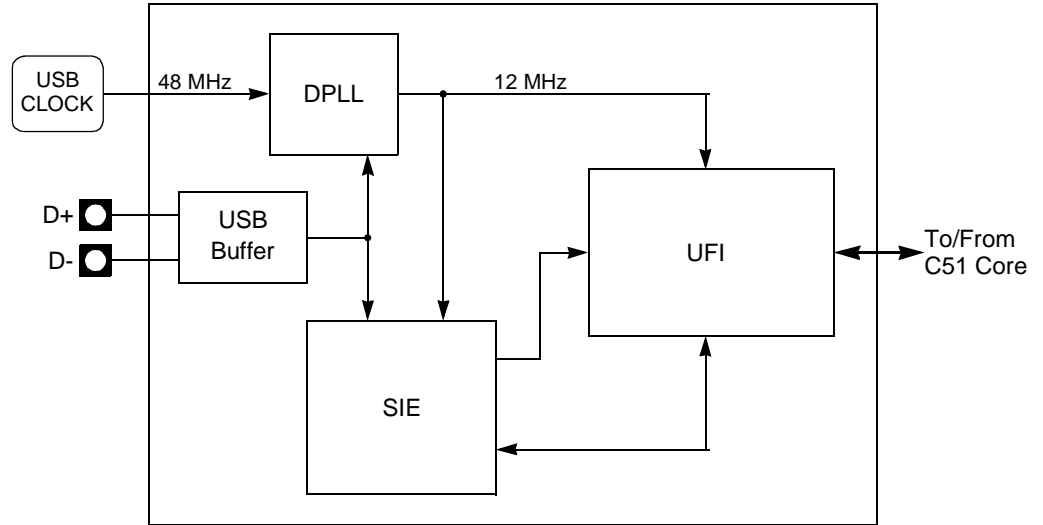 USB
CLOCK
48 MHz
DPLL
12 MHz
D+
D-
USB
Buffer
UFI
To/From
C51 Core
SIE